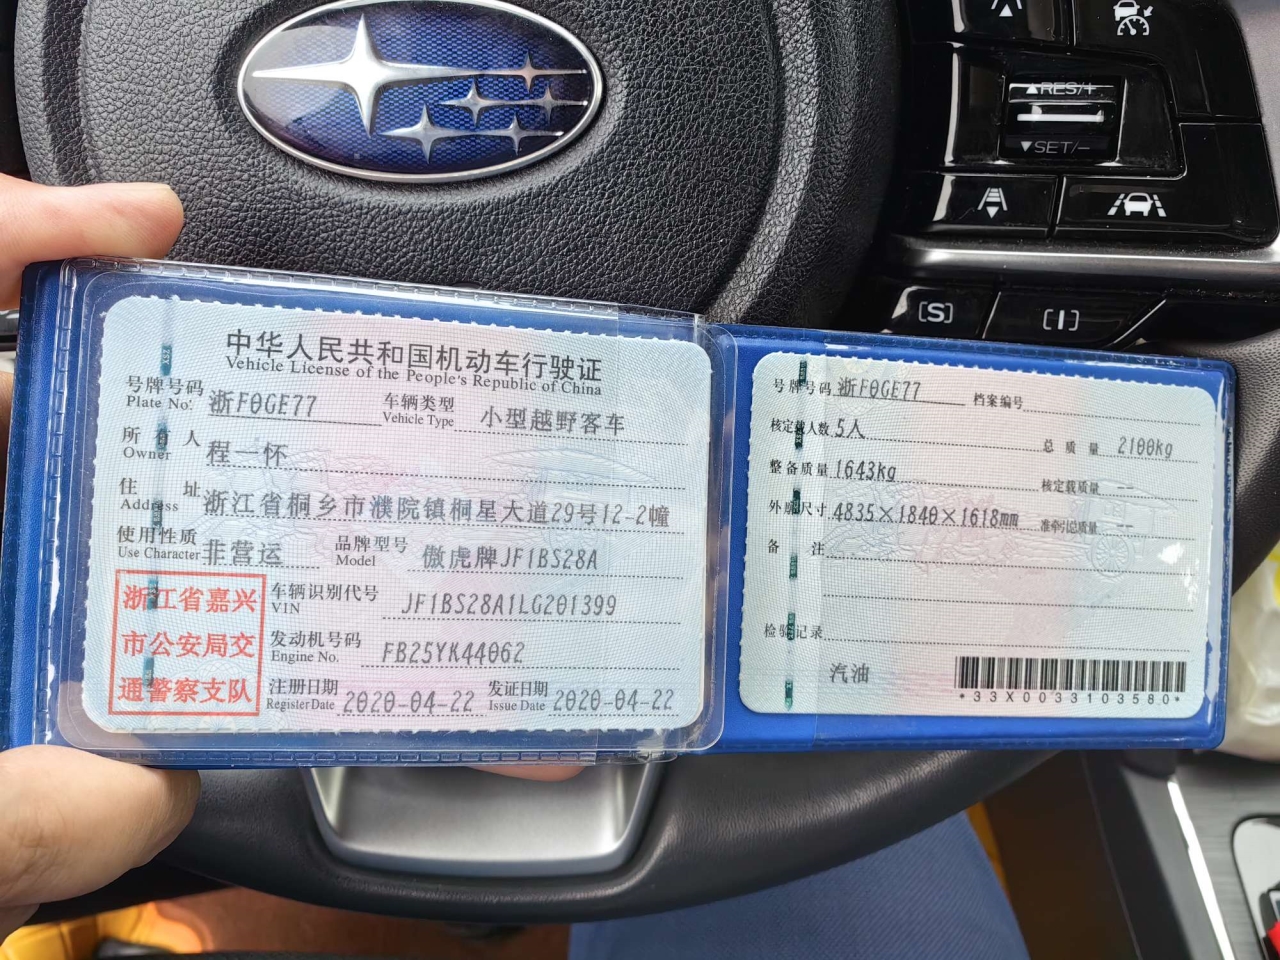 RES/+
SET/-
[S]
[I]
中华人民共和国机动车行驶证
Vehicle License of the People's Republic of China
号牌号码 浙F0GE77 车辆类型 小型越野客车
Plate No. Vehicle Type
所有人 程一怀
Owner
住址 浙江省桐乡市濮院镇桐星大道29号12-2幢
Address
使用性质 非营运 品牌型号 傲虎牌JF1BS28A
Use Character Model
浙江省嘉兴
市公安局交
通警察支队
车辆识别代号 JF1BS28A1LG201399
VIN
发动机号码 FB25YK44062
Engine No.
注册日期 2020-04-22 发证日期 2020-04-22
Register Date Issue Date
号牌号码 浙F0GE77 档案编号
核定载人数 5人 总质量 2100kg
整备质量 1643kg 核定载质量 --
外廓尺寸 4835×1840×1618mm 准牵引总质量 --
备注
检验记录
汽油
*33X0033103580*